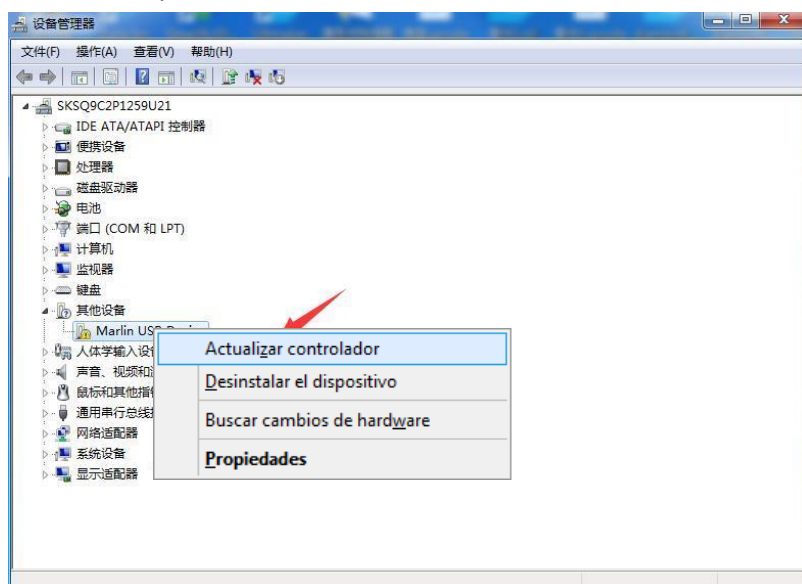 设备管理器
文件(F) 操作(A) 查看(V) 帮助(H)
SKSQ9C2P1259U21
IDE ATA/ATAPI 控制器
便携设备
处理器
磁盘驱动器
电池
端口 (COM 和 LPT)
计算机
监视器
键盘
其他设备
Marlin USB
人体学输入设
Actualizar controlador
声音、视频和
Desinstalar el dispositivo
鼠标和其他指
通用串行总线
Buscar cambios de hardware
网络适配器
系统设备
Propiedades
显示适配器